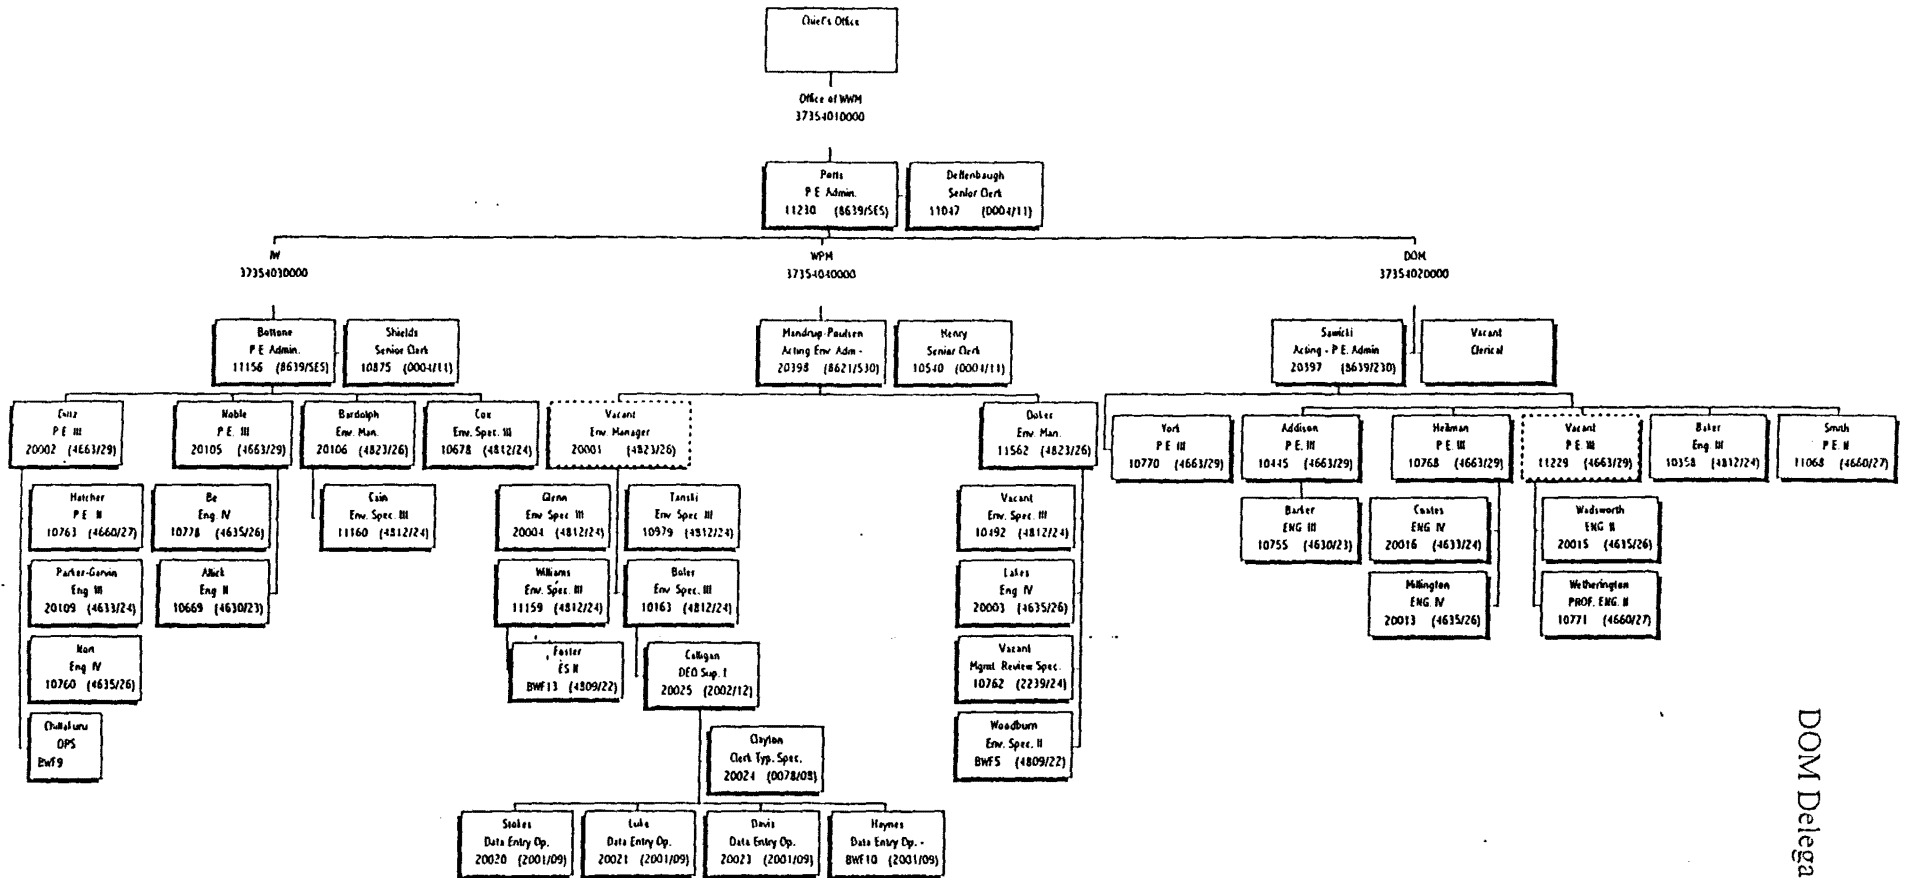 Chief's Office
Office of WWM
37354010000
Potts
P.E. Admin.
11230 (8639/SES)
Deffenbaugh
Senior Clerk
11047 (0004/11)
IW
37354030000
WPM
37354040000
DOM
37354020000
Bottone
P.E. Admin.
11156 (8639/SES)
Shields
Senior Clerk
10875 (0004/11)
Mandrup-Poulsen
Acting Env Adm -
20398 (8621/530)
Henry
Senior Clerk
10540 (0004/11)
Sawicki
Acting - P.E. Admin
20397 (8639/230)
Vacant
Clerical
P.E. III
20002 (4663/29)
Noble
P.E. III
20105 (4663/29)
Bardolph
Env. Man.
20106 (4823/26)
Cox
Env. Spec. III
10678 (4812/24)
Vacant
Env. Manager
20001 (4823/26)
Env. Man.
11562 (4823/26)
York
P.E. III
10770 (4663/29)
Addison
P.E. III
10445 (4663/29)
Heilman
P.E. III
10768 (4663/29)
Vacant
P.E. III
11229 (4663/29)
Baker
Eng. III
10358 (4812/24)
Smith
P.E. II
11068 (4660/27)
Hatcher
P.E. II
10763 (4660/27)
Be
Eng. IV
10778 (4635/26)
Cain
Env. Spec. III
11160 (4812/24)
Glenn
Env Spec. III
20004 (4812/24)
Tanski
Env Spec. III
10979 (4812/24)
Vacant
Env. Spec. III
10492 (4812/24)
Barker
ENG III
10755 (4630/23)
Coates
ENG IV
20016 (4633/24)
Wadsworth
ENG II
20015 (4635/26)
Parker-Garvin
Eng III
20109 (4633/24)
Allick
Eng II
10669 (4630/23)
Williams
Env. Spec. III
11159 (4812/24)
Env Spec. III
10163 (4812/24)
Lakes
Eng IV
20003 (4635/26)
Millington
ENG. IV
20013 (4635/26)
Wetherington
PROF. ENG. II
10771 (4660/27)
Eng IV
10760 (4635/26)
Foster
ES II
BWF13 (4809/22)
Calligan
DEO Sup. I
20025 (2002/12)
Vacant
Mgmt Review Spec.
10762 (2239/24)
Chillakuru
OPS
BWF9
Clayton
Clerk Typ. Spec.
20024 (0078/08)
Woodburn
Env. Spec. II
BWF5 (4809/22)
Stokes
Data Entry Op.
20020 (2001/09)
Luke
Data Entry Op.
20021 (2001/09)
Davis
Data Entry Op.
20023 (2001/09)
Haynes
Data Entry Op. -
BWF10 (2001/09)
DOM Delega